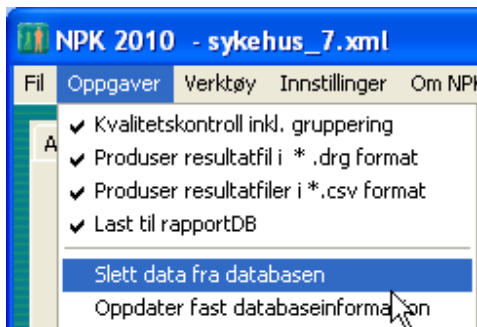 NPK 2010 - sykehus_7.xml
Fil Oppgaver Verktøy Innstillinger Om NPK
A
Kvalitetskontroll inkl. gruppering
Produser resultatfil i * .drg format
Produser resultatfiler i *.csv format
Last til rapportDB
Slett data fra databasen
Oppdater fast databaseinformasjon